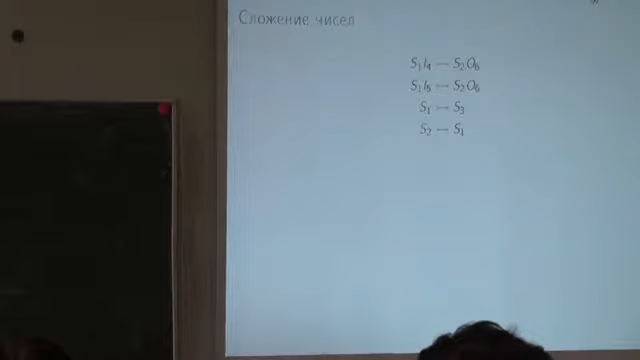 Сложение чисел
S₁I₄ → S₂O₆
S₁I₅ → S₂O₆
S₁ → S₃
S₂ → S₁